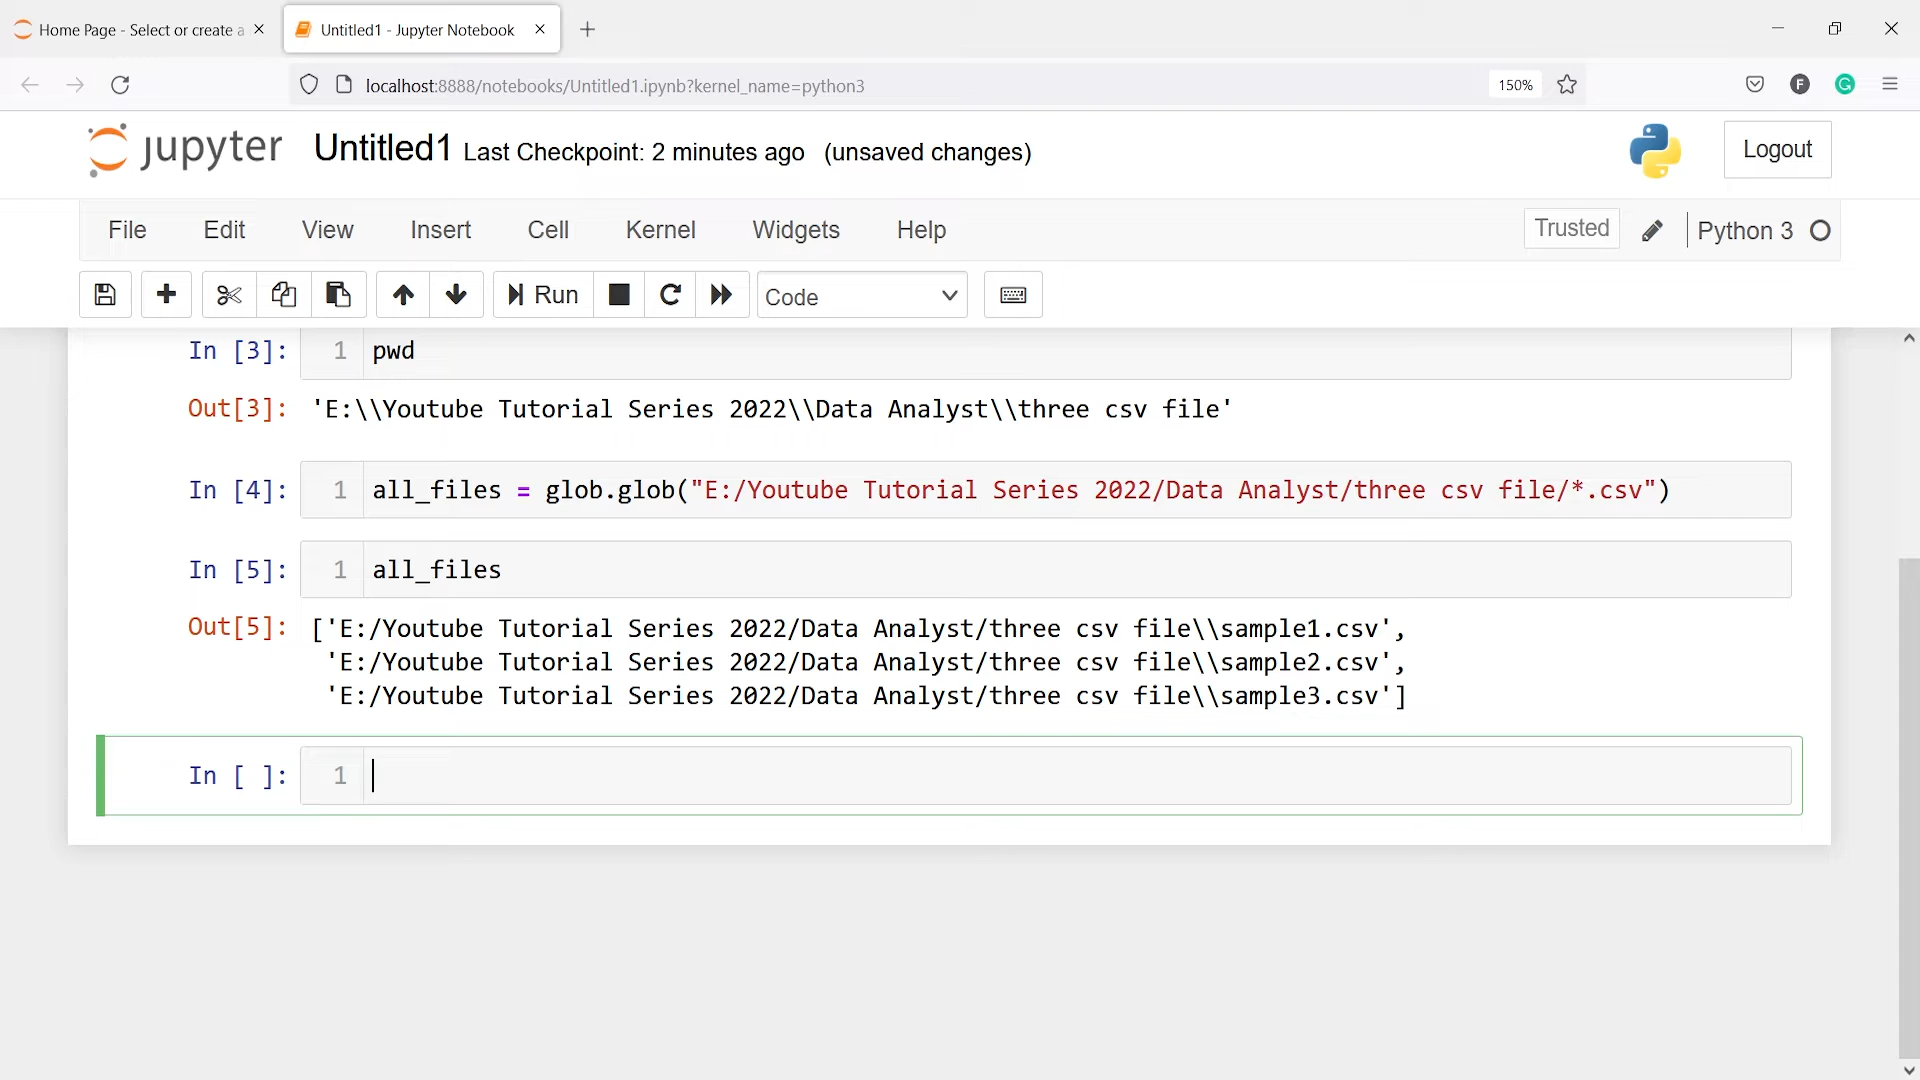 Home Page - Select or create a
Untitled1 - Jupyter Notebook
localhost:8888/notebooks/Untitled1.ipynb?kernel_name=python3
150%
F
G
jupyter
Untitled1 Last Checkpoint: 2 minutes ago (unsaved changes)
Logout
File Edit View Insert Cell Kernel Widgets Help
Trusted
Python 3
Run
Code
In [3]: 1 pwd
Out[3]: 'E:\\Youtube Tutorial Series 2022\\Data Analyst\\three csv file'
In [4]: 1 all_files = glob.glob("E:/Youtube Tutorial Series 2022/Data Analyst/three csv file/*.csv")
In [5]: 1 all_files
Out[5]: ['E:/Youtube Tutorial Series 2022/Data Analyst/three csv file\\sample1.csv',
'E:/Youtube Tutorial Series 2022/Data Analyst/three csv file\\sample2.csv',
'E:/Youtube Tutorial Series 2022/Data Analyst/three csv file\\sample3.csv']
In [ ]: 1